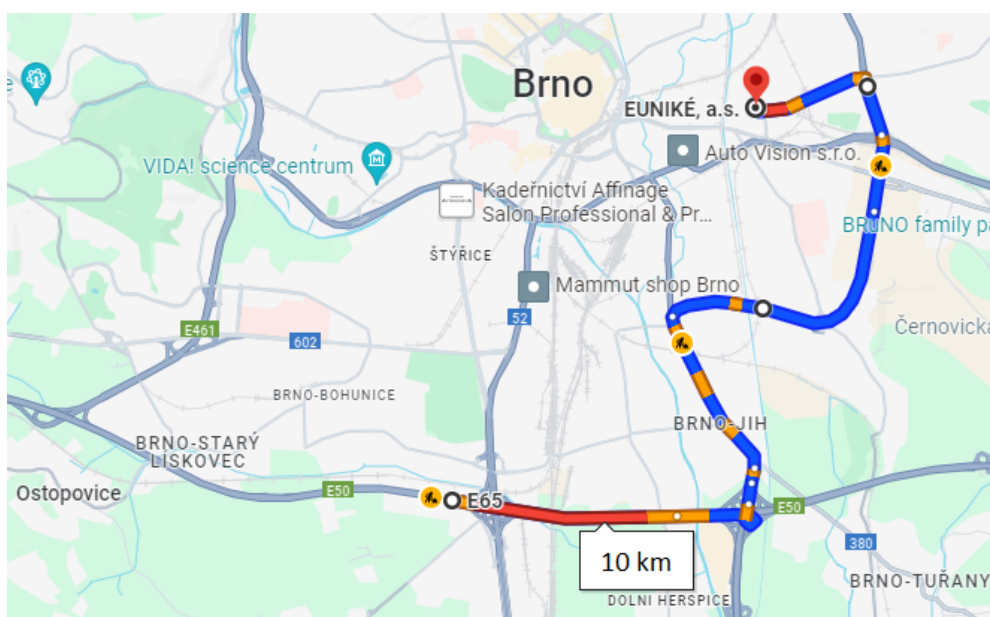 Brno
EUNIKÉ, a.s.
Auto Vision s.r.o.
VIDA! science centrum
Kadeřnictví Affinage
Salon Professional & Pr...
BRuNO family pa
ŠTÝŘICE
Mammut shop Brno
E461
602
52
Černovická
BRNO-BOHUNICE
BRNO-JIH
BRNO-STARÝ
LÍSKOVEC
Ostopovice
E50
E65
E50
10 km
380
BRNO-TUŘANY
DOLNI HERSPICE